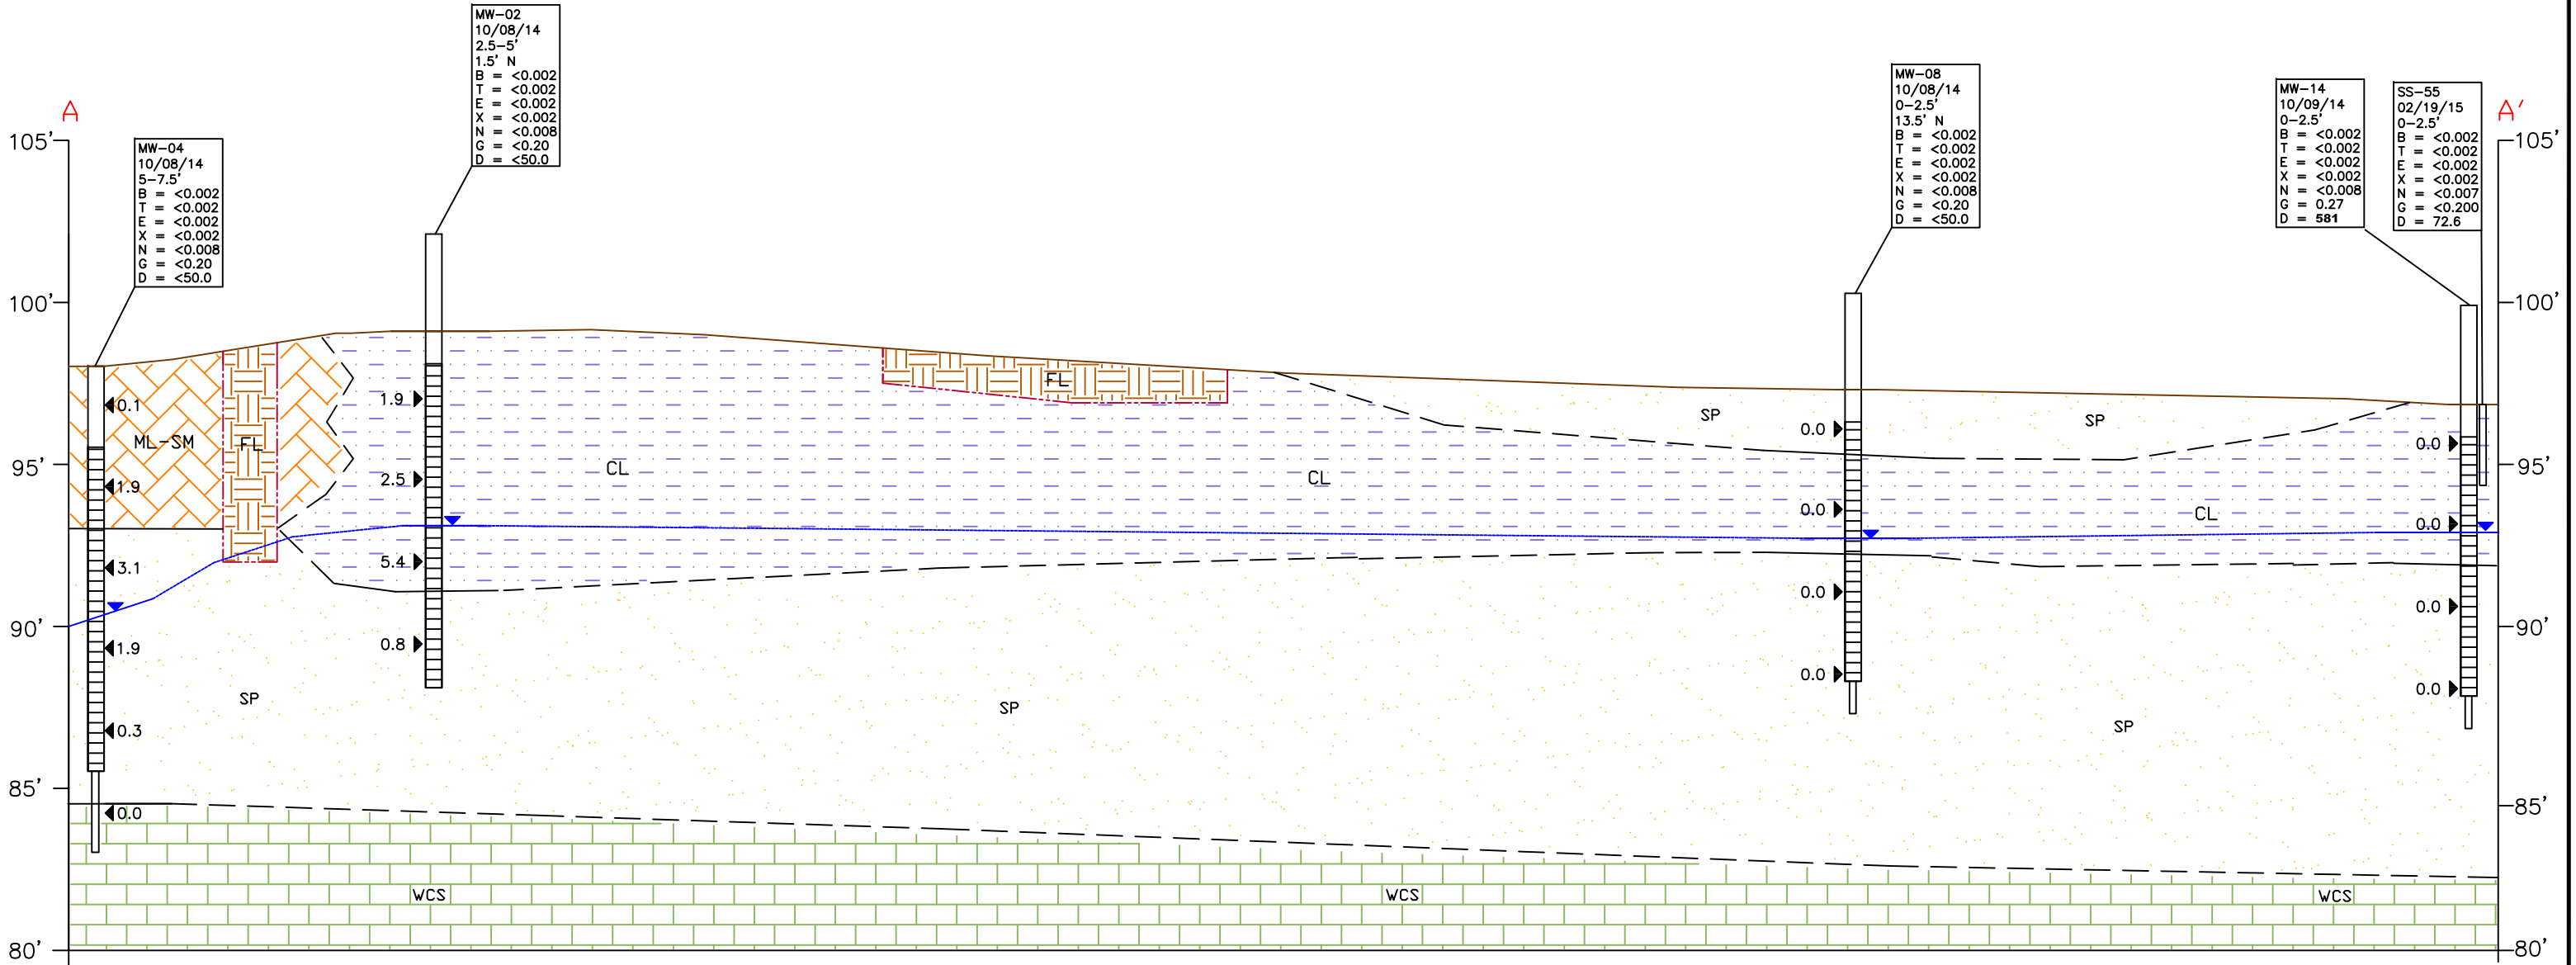 MW-02
10/08/14
2.5-5'
1.5' N
B = <0.002
T = <0.002
E = <0.002
X = <0.002
N = <0.008
G = <0.20
D = <50.0
MW-08
10/08/14
0-2.5'
13.5' N
B = <0.002
T = <0.002
E = <0.002
X = <0.002
N = <0.008
G = <0.20
D = <50.0
MW-14
10/09/14
0-2.5'
B = <0.002
T = <0.002
E = <0.002
X = <0.002
N = <0.008
G = 0.27
D = 581
SS-55
02/19/15
0-2.5'
B = <0.002
T = <0.002
E = <0.002
X = <0.002
N = <0.007
G = <0.200
D = 72.6
A
A'
MW-04
10/08/14
5-7.5'
B = <0.002
T = <0.002
E = <0.002
X = <0.002
N = <0.008
G = <0.20
D = <50.0
105'
100'
95'
90'
85'
80'
0.1
1.9
3.1
1.9
0.3
0.0
ML-SM
FL
SP
1.9
2.5
5.4
0.8
CL
FL
CL
SP
SP
SP
CL
SP
0.0
0.0
0.0
0.0
0.0
0.0
0.0
0.0
WCS
WCS
WCS
105'
100'
95'
90'
85'
80'